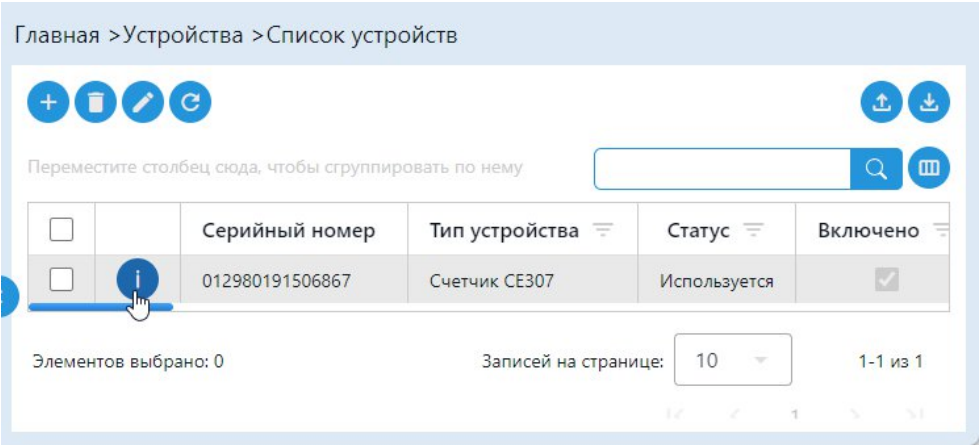 Главная >Устройства >Список устройств
Переместите столбец сюда, чтобы сгруппировать по нему
Серийный номер Тип устройства Статус Включено
i 012980191506867 Счетчик CE307 Используется
Элементов выбрано: 0 Записей на странице: 10 1-1 из 1
1